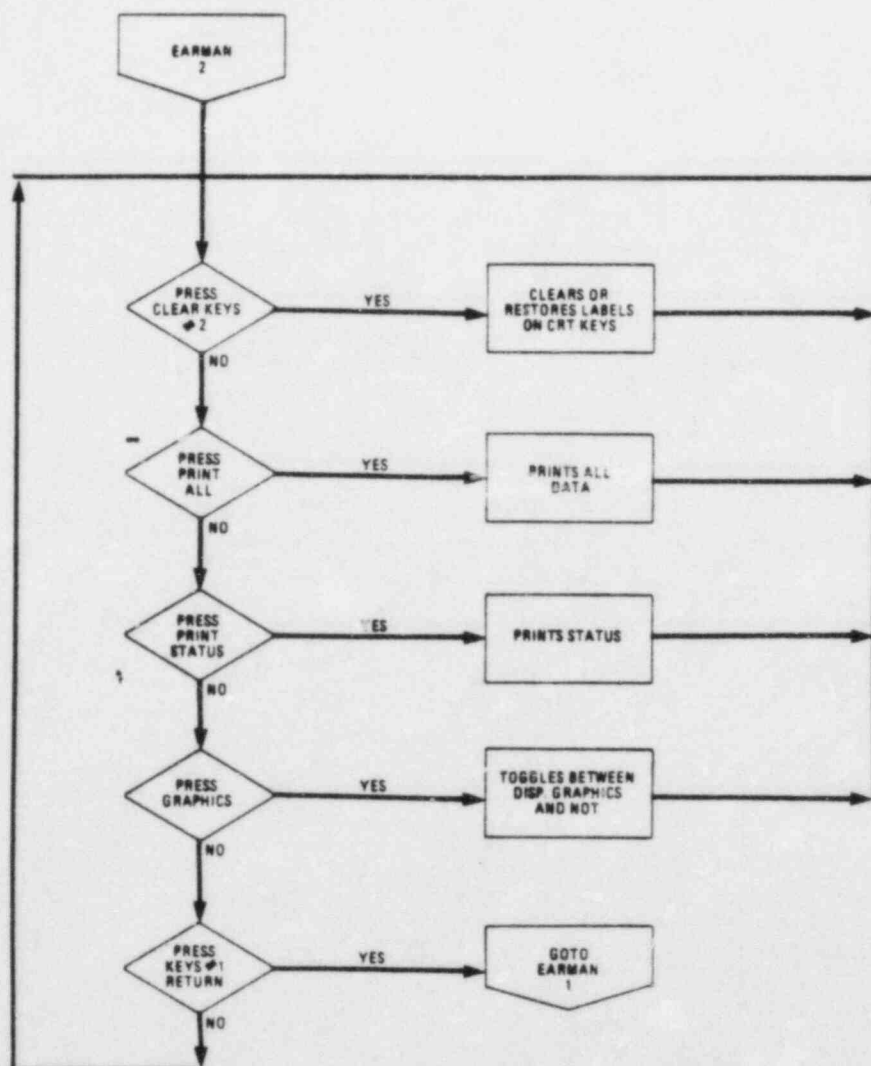 EARMAN
2
PRESS
CLEAR KEYS
# 2
YES
CLEARS OR
RESTORES LABELS
ON CRT KEYS
NO
PRESS
PRINT
ALL
YES
PRINTS ALL
DATA
NO
PRESS
PRINT
STATUS
YES
PRINTS STATUS
NO
PRESS
GRAPHICS
YES
TOGGLES BETWEEN
DISP. GRAPHICS
AND NOT
NO
PRESS
KEYS #1
RETURN
YES
GOTO
EARMAN
1
NO